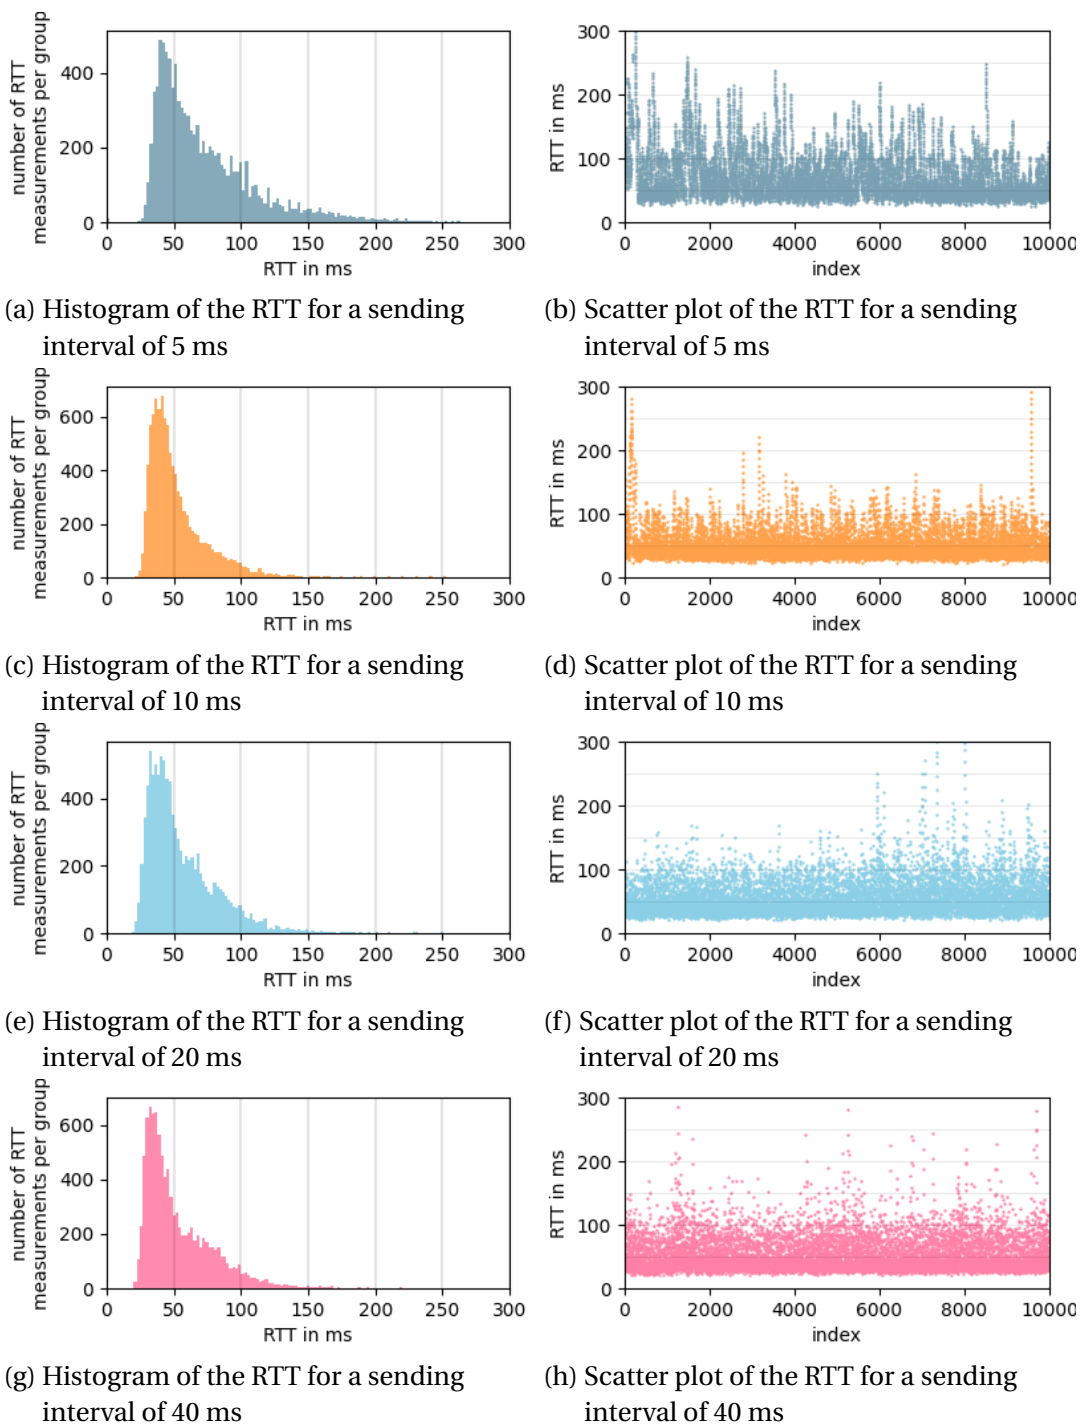 number of RTT
measurements per group
400
200
0
0 50 100 150 200 250 300
RTT in ms
300
200
100
0
RTT in ms
0 2000 4000 6000 8000 10000
index
(a) Histogram of the RTT for a sending
interval of 5 ms
(b) Scatter plot of the RTT for a sending
interval of 5 ms
number of RTT
measurements per group
600
400
200
0
0 50 100 150 200 250 300
RTT in ms
300
200
100
0
RTT in ms
0 2000 4000 6000 8000 10000
index
(c) Histogram of the RTT for a sending
interval of 10 ms
(d) Scatter plot of the RTT for a sending
interval of 10 ms
number of RTT
measurements per group
400
200
0
0 50 100 150 200 250 300
RTT in ms
300
200
100
0
RTT in ms
0 2000 4000 6000 8000 10000
index
(e) Histogram of the RTT for a sending
interval of 20 ms
(f) Scatter plot of the RTT for a sending
interval of 20 ms
number of RTT
measurements per group
600
400
200
0
0 50 100 150 200 250 300
RTT in ms
300
200
100
0
RTT in ms
0 2000 4000 6000 8000 10000
index
(g) Histogram of the RTT for a sending
interval of 40 ms
(h) Scatter plot of the RTT for a sending
interval of 40 ms